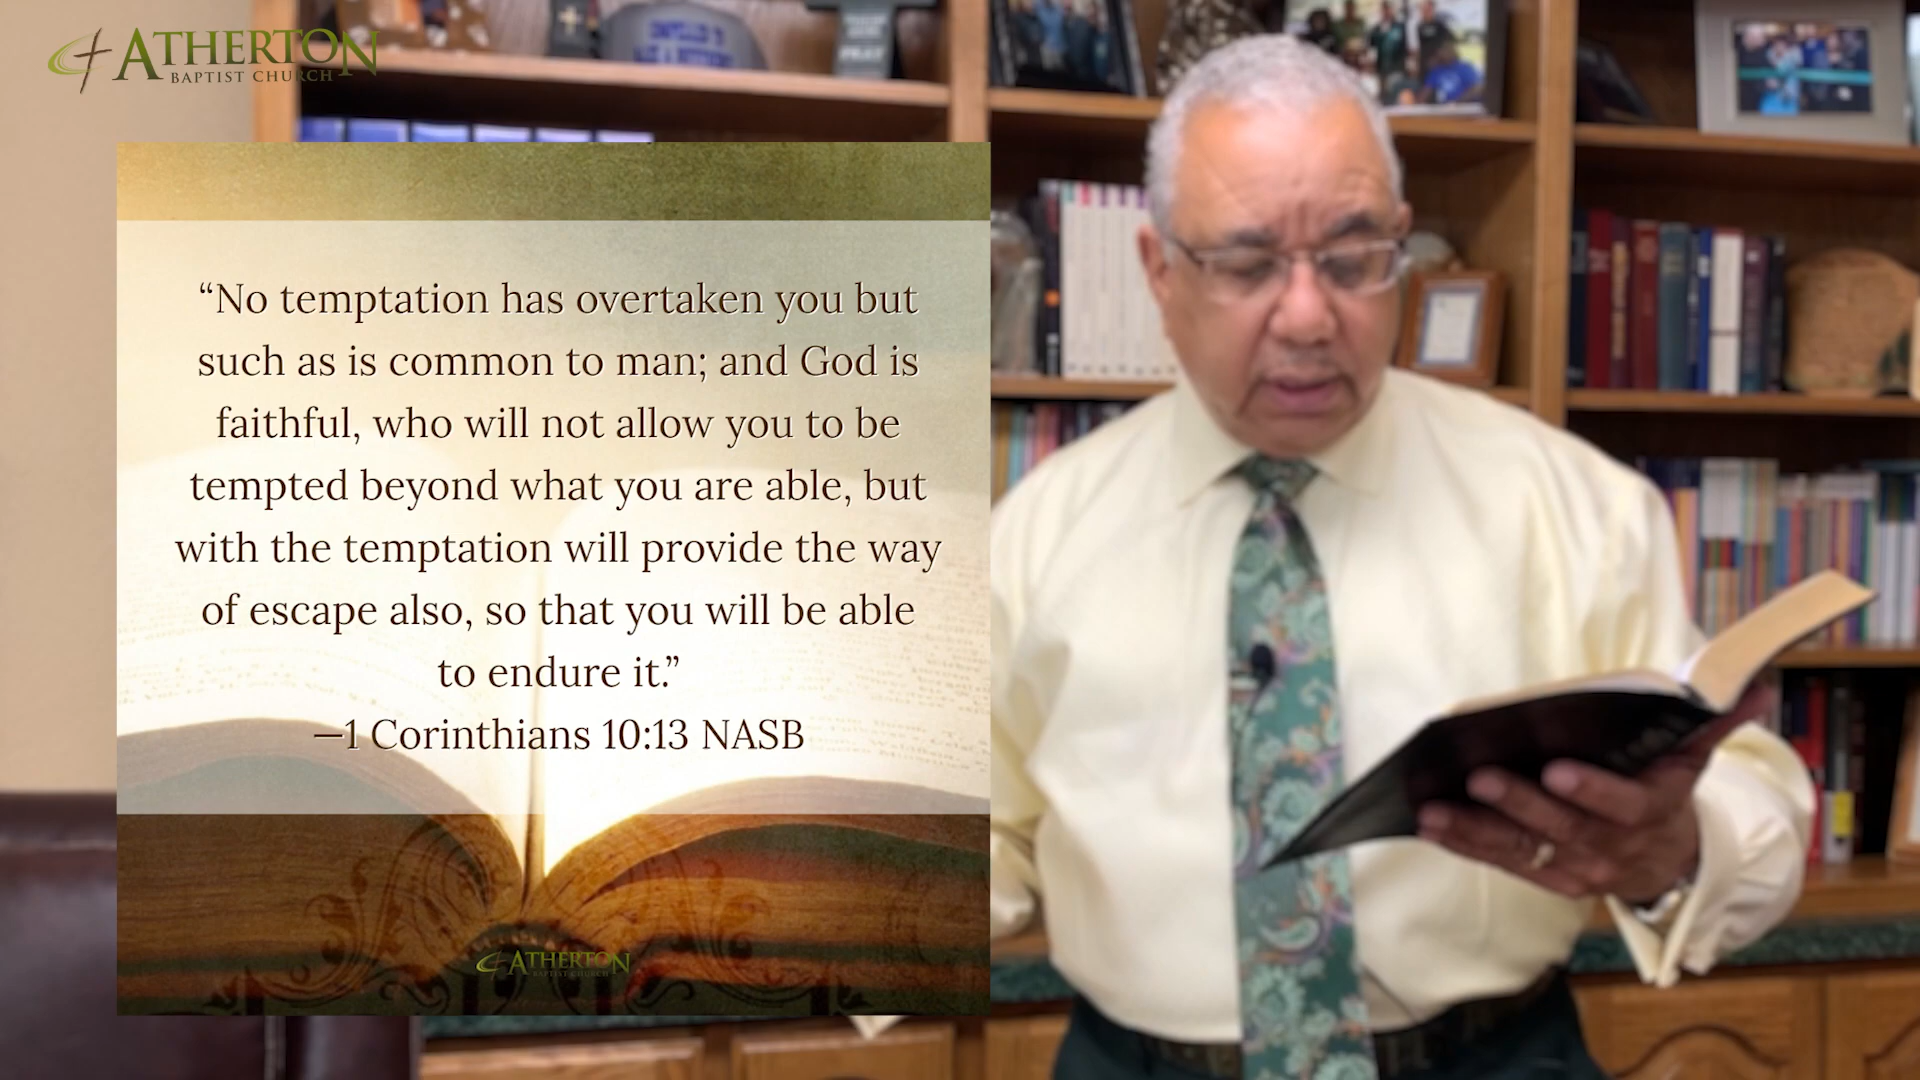 ATHERTON
BAPTIST CHURCH
“No temptation has overtaken you but
such as is common to man; and God is
faithful, who will not allow you to be
tempted beyond what you are able, but
with the temptation will provide the way
of escape also, so that you will be able
to endure it.”
—1 Corinthians 10:13 NASB
ATHERTON
BAPTIST CHURCH